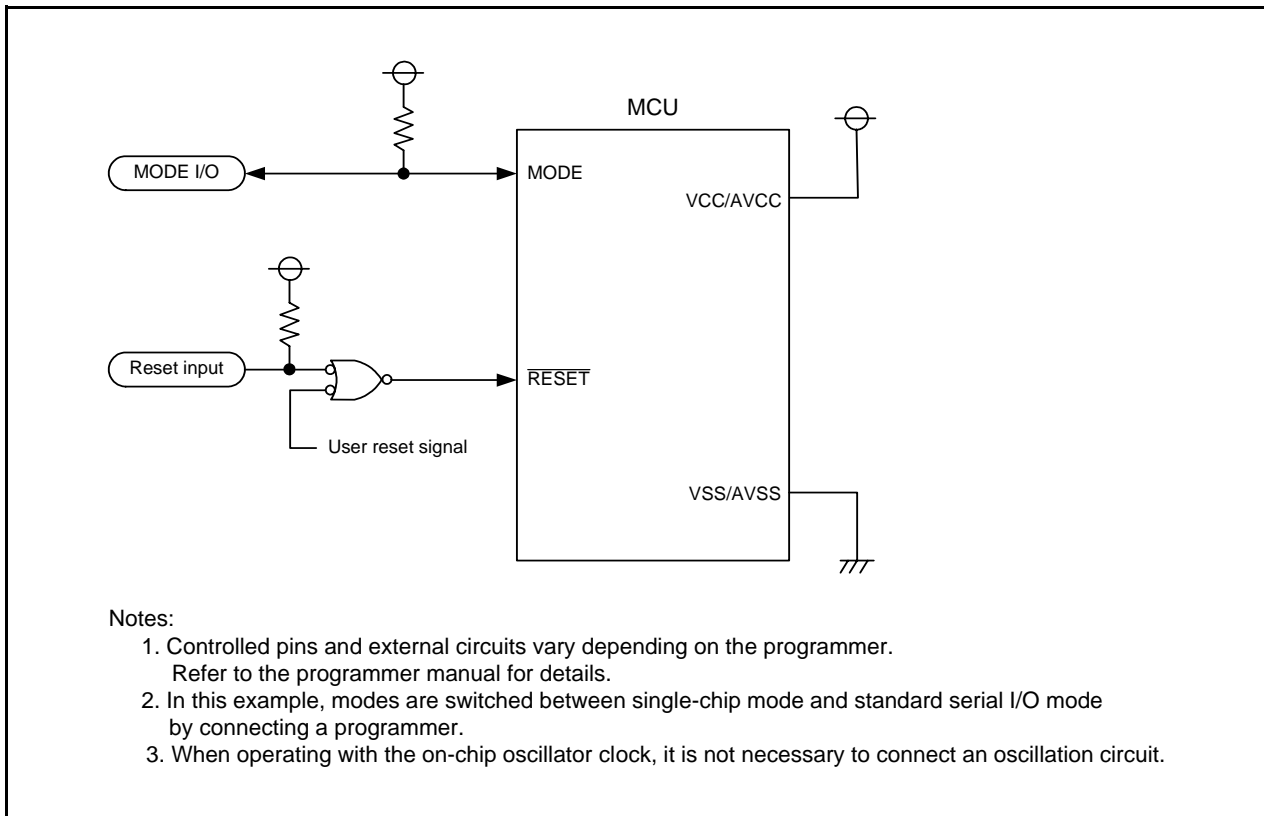 MCU
MODE I/O
MODE
VCC/AVCC
Reset input
RESET
User reset signal
VSS/AVSS
Notes:
1. Controlled pins and external circuits vary depending on the programmer.
Refer to the programmer manual for details.
2. In this example, modes are switched between single-chip mode and standard serial I/O mode
by connecting a programmer.
3. When operating with the on-chip oscillator clock, it is not necessary to connect an oscillation circuit.